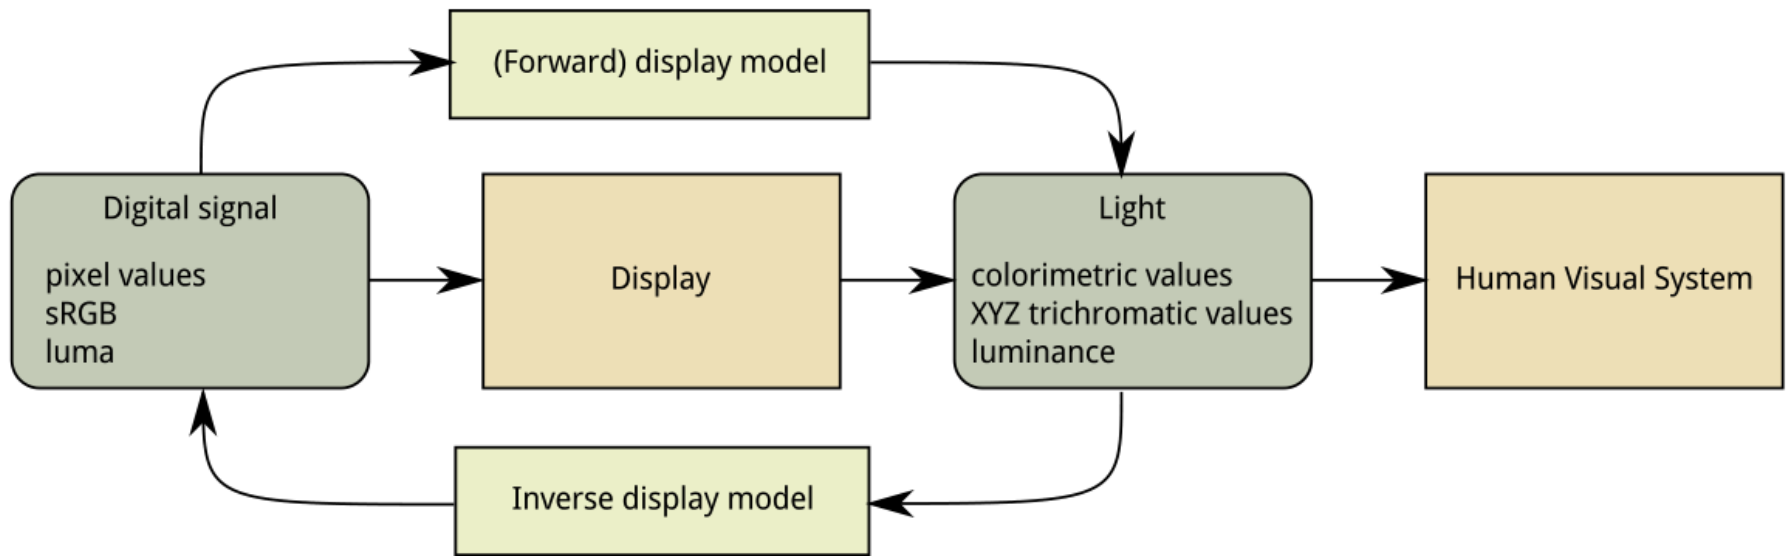 (Forward) display model
Digital signal
pixel values
sRGB
luma
Display
Light
colorimetric values
XYZ trichromatic values
luminance
Human Visual System
Inverse display model